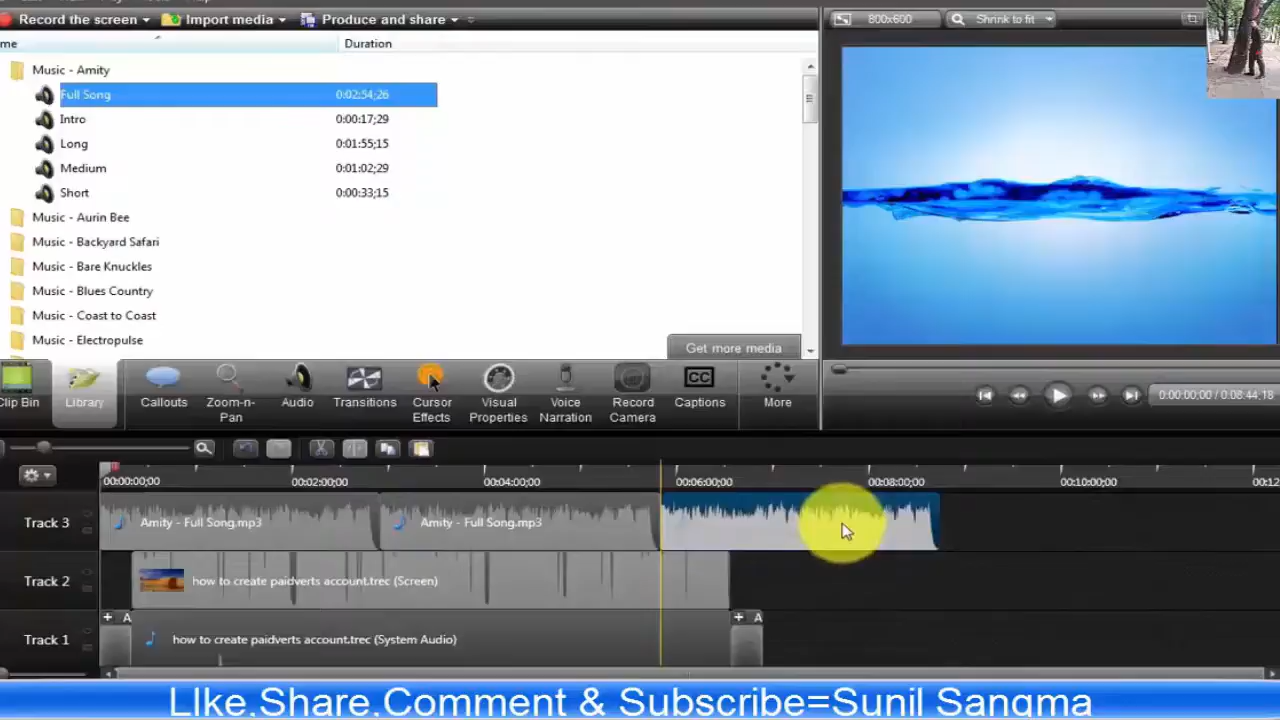 Record the screen
Import media
Produce and share
800x600
Shrink to fit
me
Duration
Music - Amity
Full Song 0:02:54;26
Intro 0:00:17;29
Long 0:01:55;15
Medium 0:01:02;29
Short 0:00:33;15
Music - Aurin Bee
Music - Backyard Safari
Music - Bare Knuckles
Music - Blues Country
Music - Coast to Coast
Music - Electropulse
Get more media
Clip Bin
Library
Callouts
Zoom-n-
Pan
Audio
Transitions
Cursor
Effects
Visual
Properties
Voice
Narration
Record
Camera
CC
Captions
More
0:00:00;00 / 0:08:44;18
00:00:00;00 00:02:00;00 00:04:00;00 00:06:00;00 00:08:00;00 00:10:00;00 00:12
Track 3
Amity - Full Song.mp3
Amity - Full Song.mp3
Track 2
how to create paidverts account.trec (Screen)
+ A
+ A
Track 1
how to create paidverts account.trec (System Audio)
LIke,Share,Comment & Subscribe=Sunil Sangma